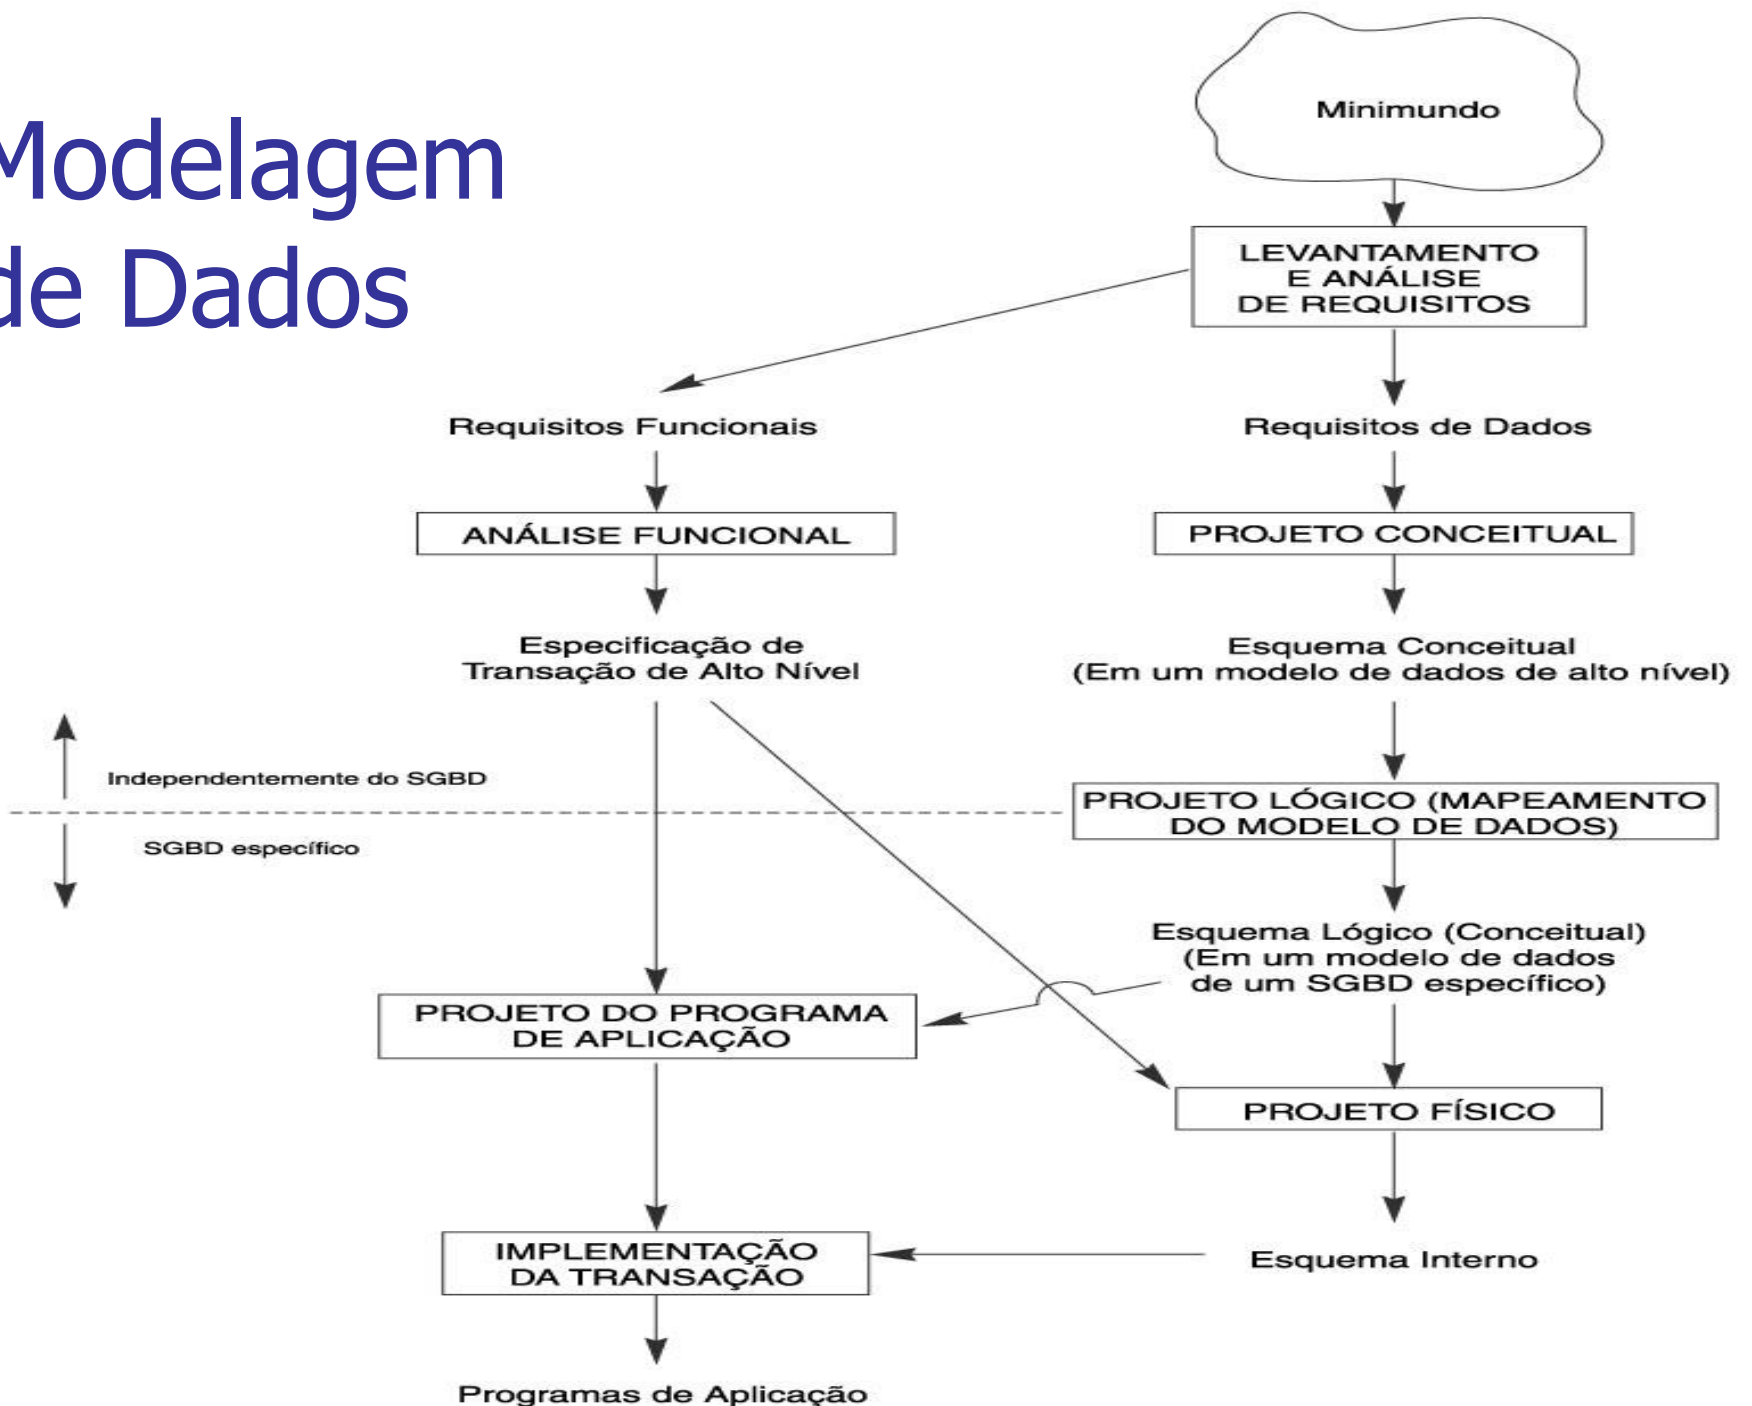 Modelagem
de Dados
Minimundo
LEVANTAMENTO
E ANÁLISE
DE REQUISITOS
Requisitos Funcionais
Requisitos de Dados
ANÁLISE FUNCIONAL
PROJETO CONCEITUAL
Especificação de
Transação de Alto Nível
Esquema Conceitual
(Em um modelo de dados de alto nível)
Independentemente do SGBD
SGBD específico
PROJETO LÓGICO (MAPEAMENTO
DO MODELO DE DADOS)
Esquema Lógico (Conceitual)
(Em um modelo de dados
de um SGBD específico)
PROJETO DO PROGRAMA
DE APLICAÇÃO
PROJETO FÍSICO
IMPLEMENTAÇÃO
DA TRANSAÇÃO
Esquema Interno
Programas de Aplicação